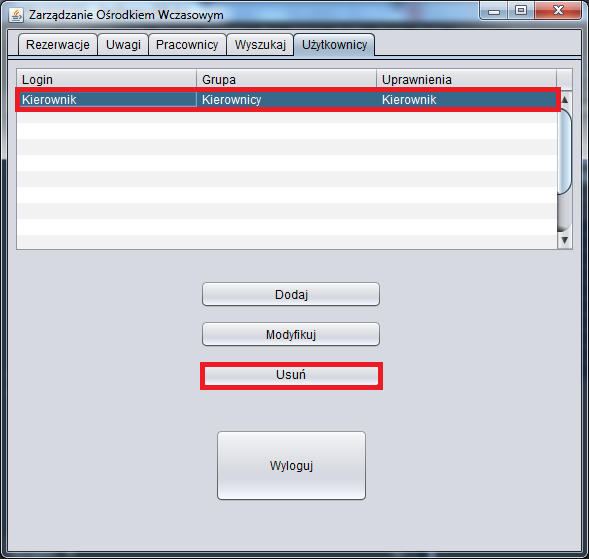 Zarządzanie Ośrodkiem Wczasowym
Rezerwacje Uwagi Pracownicy Wyszukaj Użytkownicy
Login Grupa Uprawnienia
Kierownik Kierownicy Kierownik
Dodaj
Modyfikuj
Usuń
Wyloguj